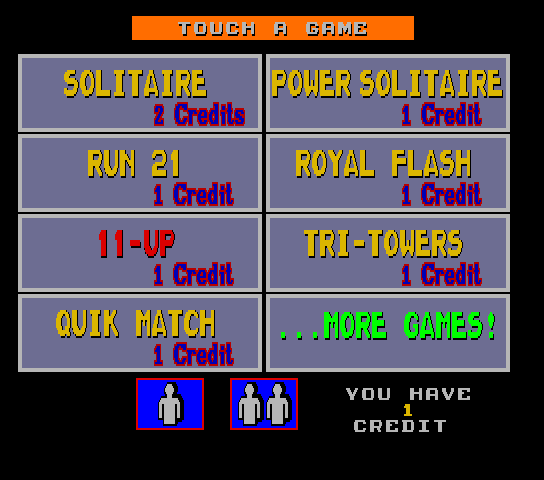 TOUCH A GAME
SOLITAIRE
2 Credits
POWER SOLITAIRE
1 Credit
RUN 21
1 Credit
ROYAL FLASH
1 Credit
11-UP
1 Credit
TRI-TOWERS
1 Credit
QUIK MATCH
1 Credit
...MORE GAMES!
YOU HAVE
1
CREDIT